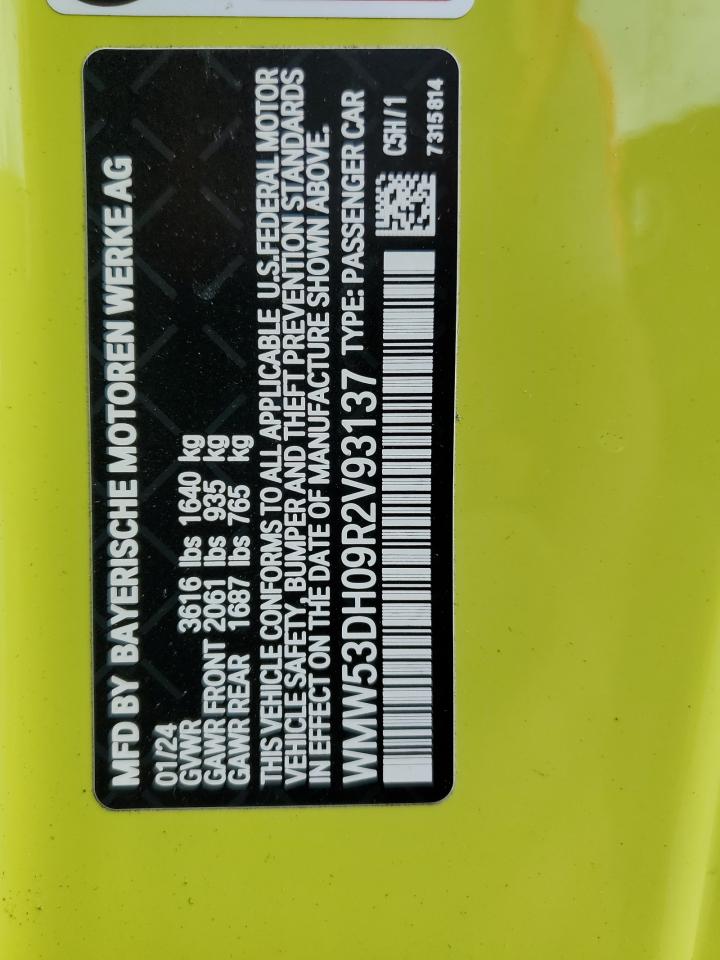 MFD BY BAYERISCHE MOTOREN WERKE AG
01/24
GVWR 3616 lbs 1640 kg
GAWR FRONT 2061 lbs 935 kg
GAWR REAR 1687 lbs 765 kg
THIS VEHICLE CONFORMS TO ALL APPLICABLE U.S.FEDERAL MOTOR
VEHICLE SAFETY, BUMPER AND THEFT PREVENTION STANDARDS
IN EFFECT ON THE DATE OF MANUFACTURE SHOWN ABOVE.
WMW53DH09R2V93137 TYPE: PASSENGER CAR
C5H/1
7315814